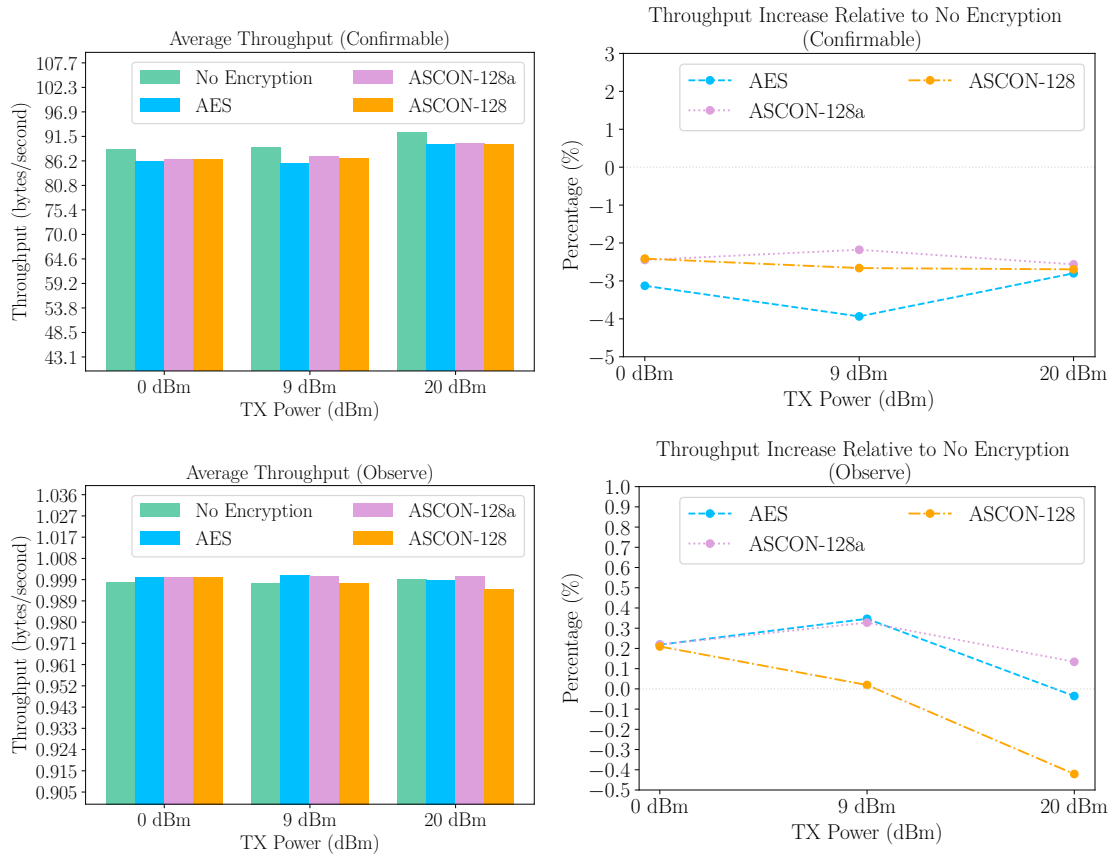 Average Throughput (Confirmable)
107.7
102.3
96.9
91.5
86.2
80.8
75.4
70.0
64.6
59.2
53.8
48.5
43.1
Throughput (bytes/second)
No Encryption
AES
ASCON-128a
ASCON-128
0 dBm
9 dBm
20 dBm
TX Power (dBm)
Throughput Increase Relative to No Encryption
(Confirmable)
3
2
1
0
−1
−2
−3
−4
−5
Percentage (%)
AES
ASCON-128a
ASCON-128
0 dBm
9 dBm
20 dBm
TX Power (dBm)
Average Throughput (Observe)
1.036
1.027
1.017
1.008
0.999
0.989
0.980
0.971
0.961
0.952
0.943
0.933
0.924
0.915
0.905
Throughput (bytes/second)
No Encryption
AES
ASCON-128a
ASCON-128
0 dBm
9 dBm
20 dBm
TX Power (dBm)
Throughput Increase Relative to No Encryption
(Observe)
1.0
0.9
0.8
0.7
0.6
0.5
0.4
0.3
0.2
0.1
0.0
−0.1
−0.2
−0.3
−0.4
−0.5
Percentage (%)
AES
ASCON-128a
ASCON-128
0 dBm
9 dBm
20 dBm
TX Power (dBm)